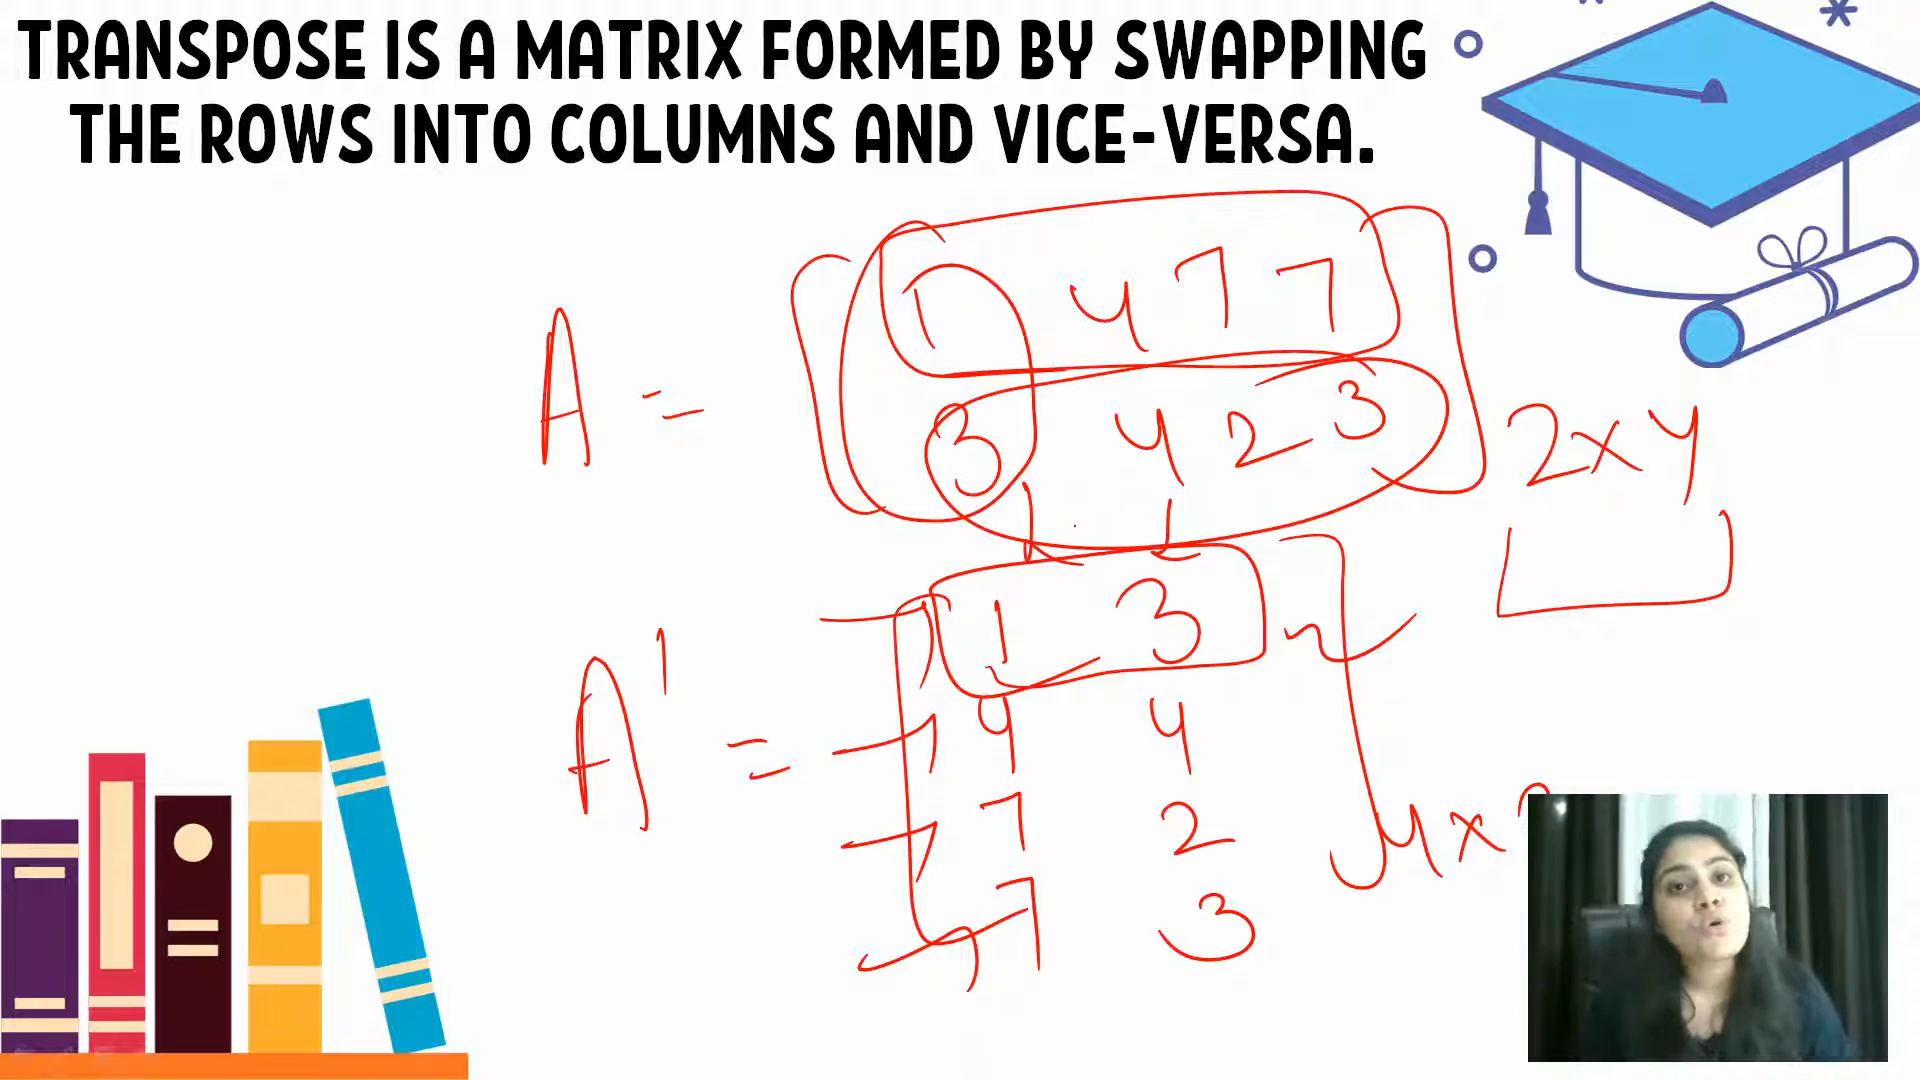 TRANSPOSE IS A MATRIX FORMED BY SWAPPING
THE ROWS INTO COLUMNS AND VICE-VERSA.
1 4 7 7
A =
3 4 2 3
2x4
1 3
A' =
4 4
7 2
4x
7 3